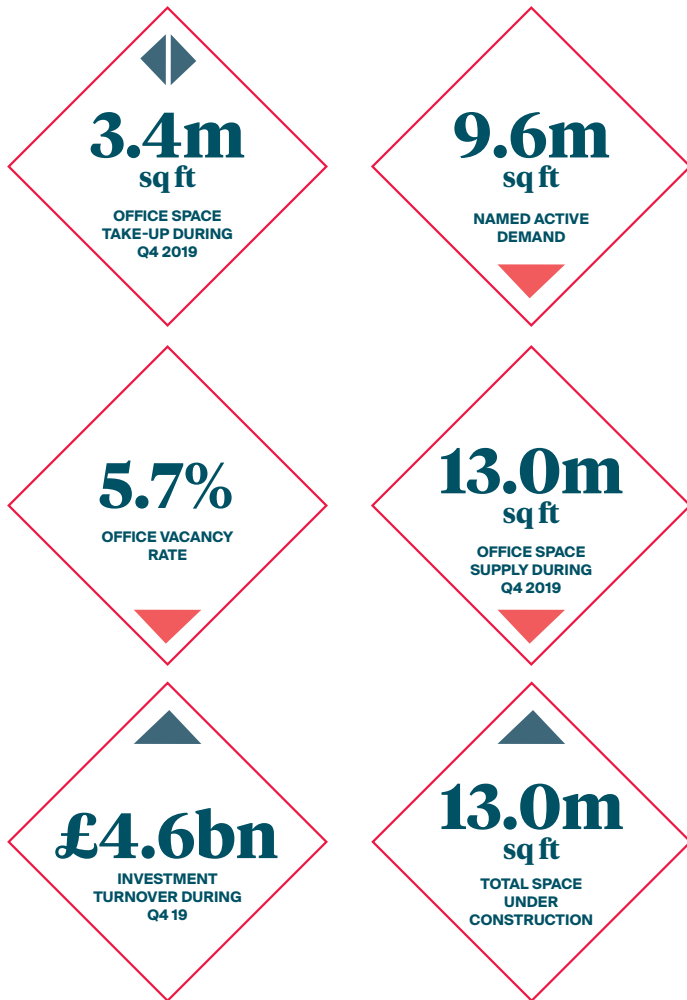 3.4m
sq ft
OFFICE SPACE
TAKE-UP DURING
Q4 2019
9.6m
sq ft
NAMED ACTIVE
DEMAND
5.7%
OFFICE VACANCY
RATE
13.0m
sq ft
OFFICE SPACE
SUPPLY DURING
Q4 2019
£4.6bn
INVESTMENT
TURNOVER DURING
Q4 19
13.0m
sq ft
TOTAL SPACE
UNDER
CONSTRUCTION